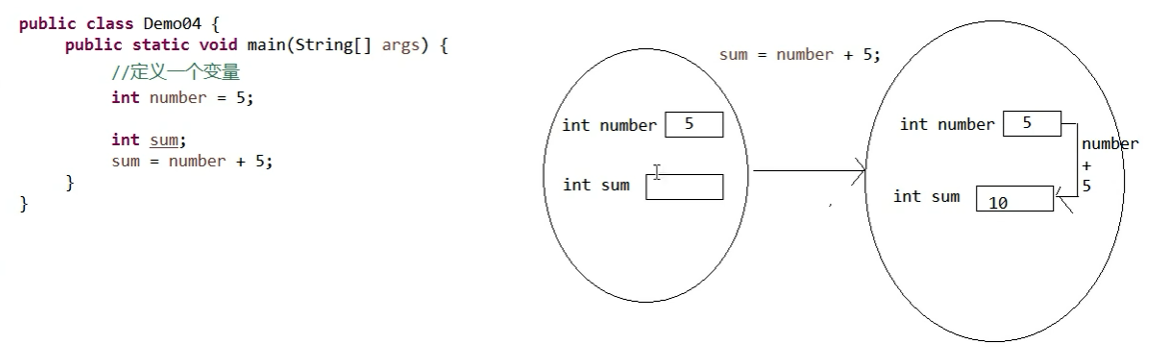 public class Demo04 {
public static void main(String[] args) {
//定义一个变量
int number = 5;
int sum;
sum = number + 5;
}
}
sum = number + 5;
int number 5
int sum
int number 5
number
+
5
int sum 10